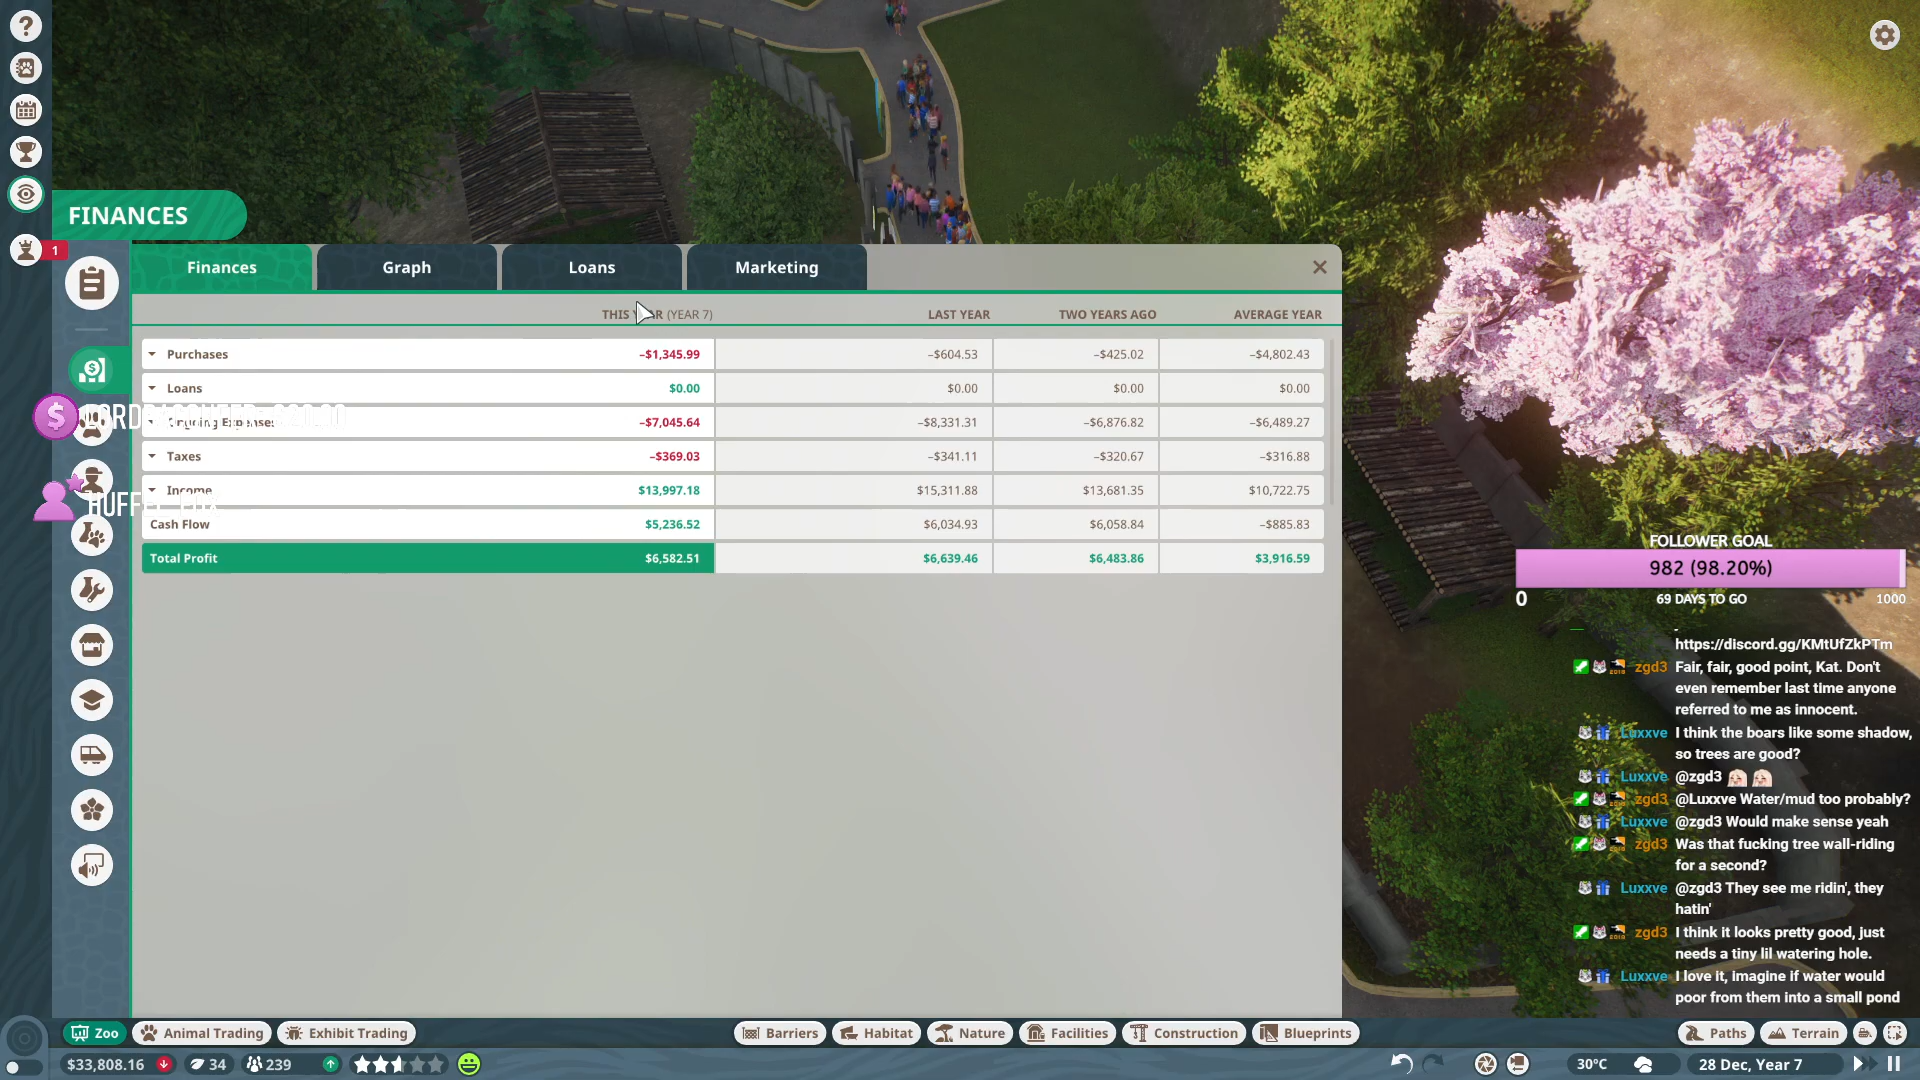 FINANCES
1
Finances Graph Loans Marketing
THIS YEAR (YEAR 7) LAST YEAR TWO YEARS AGO AVERAGE YEAR
Purchases –$1,345.99 –$604.53 –$425.02 –$4,802.43
Loans $0.00 $0.00 $0.00 $0.00
Ongoing Expenses –$7,045.64 –$8,331.31 –$6,876.82 –$6,489.27
Taxes –$369.03 –$341.11 –$320.67 –$316.88
Income $13,997.18 $15,311.88 $13,681.35 $10,722.75
Cash Flow $5,236.52 $6,034.93 $6,058.84 –$885.83
Total Profit $6,582.51 $6,639.46 $6,483.86 $3,916.59
FOLLOWER GOAL
982 (98.20%)
0 69 DAYS TO GO 1000
https://discord.gg/KMtUfZkPTm
zgd3 Fair, fair, good point, Kat. Don't
even remember last time anyone
referred to me as innocent.
Luxxve I think the boars like some shadow,
so trees are good?
Luxxve @zgd3
zgd3 @Luxxve Water/mud too probably?
Luxxve @zgd3 Would make sense yeah
zgd3 Was that fucking tree wall-riding
for a second?
Luxxve @zgd3 They see me ridin', they
hatin'
zgd3 I think it looks pretty good, just
needs a tiny lil watering hole.
Luxxve I love it, imagine if water would
poor from them into a small pond
Zoo Animal Trading Exhibit Trading Barriers Habitat Nature Facilities Construction Blueprints Paths Terrain
$33,808.16 34 239 30°C 28 Dec, Year 7